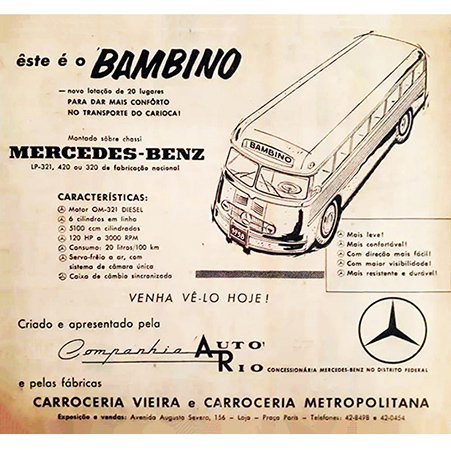 êste é o BAMBINO
— novo lotação de 20 lugares
PARA DAR MAIS CONFÔRTO
NO TRANSPORTE DO CARIOCA!
Montado sôbre chassi
MERCEDES-BENZ
LP-321, 420 ou 320 de fabricação nacional
CARACTERÍSTICAS:
Motor OM-321 DIESEL
6 cilindros em linha
5100 ccm cilindradas
120 HP a 3000 RPM
Consumo: 20 litros/100 km
Servo-frêio a ar, com
sistema de câmara única
Caixa de câmbio sincronizada
BAMBINO
Mais leve!
Mais confortável!
Com direção mais fácil!
Com maior visibilidade!
Mais resistente e durável!
VENHA VÊ-LO HOJE!
Criado e apresentado pela
Companhia AUTO RIO
CONCESSIONÁRIA MERCEDES-BENZ NO DISTRITO FEDERAL
e pelas fábricas
CARROCERIA VIEIRA e CARROCERIA METROPOLITANA
Exposição e vendas: Avenida Augusto Severo, 156 - Loja - Praça Paris - Telefones: 42-8498 e 42-0454